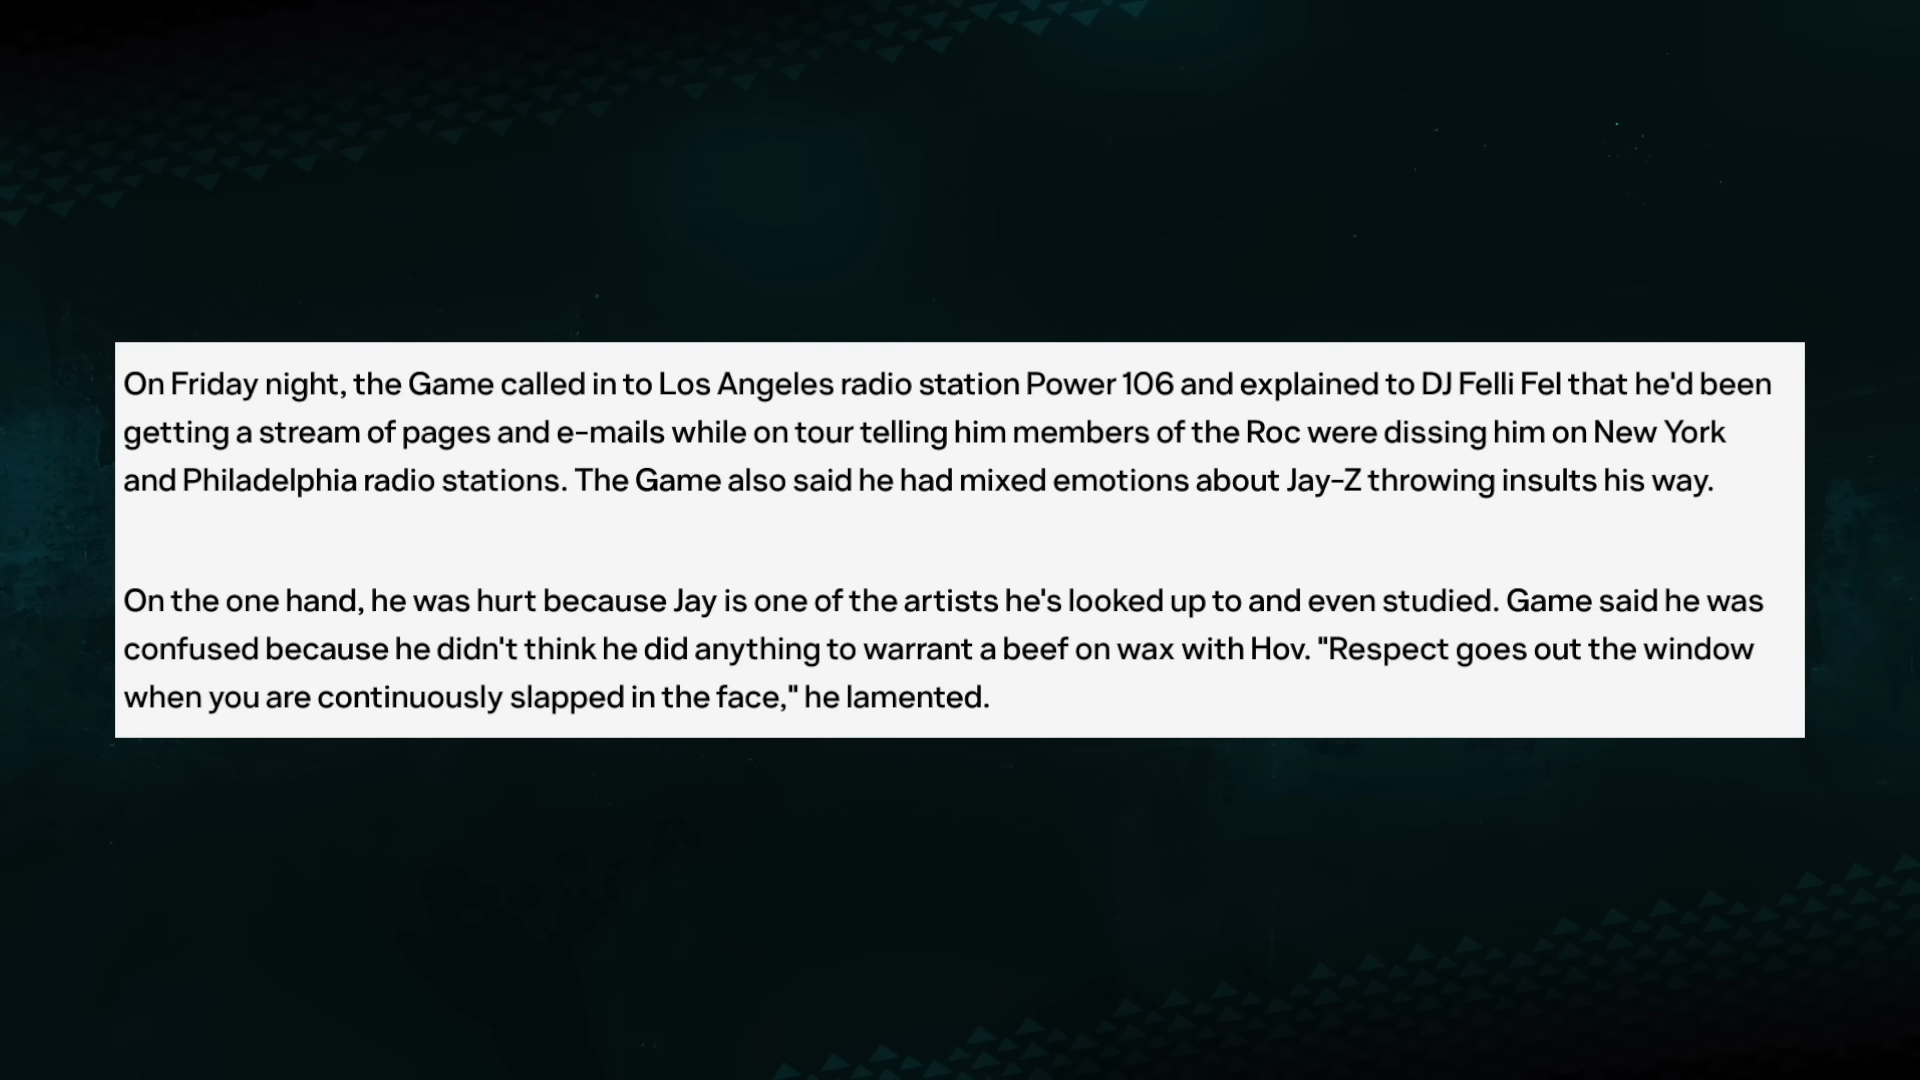 On Friday night, the Game called in to Los Angeles radio station Power 106 and explained to DJ Felli Fel that he'd been
getting a stream of pages and e-mails while on tour telling him members of the Roc were dissing him on New York
and Philadelphia radio stations. The Game also said he had mixed emotions about Jay-Z throwing insults his way.
On the one hand, he was hurt because Jay is one of the artists he's looked up to and even studied. Game said he was
confused because he didn't think he did anything to warrant a beef on wax with Hov. "Respect goes out the window
when you are continuously slapped in the face," he lamented.